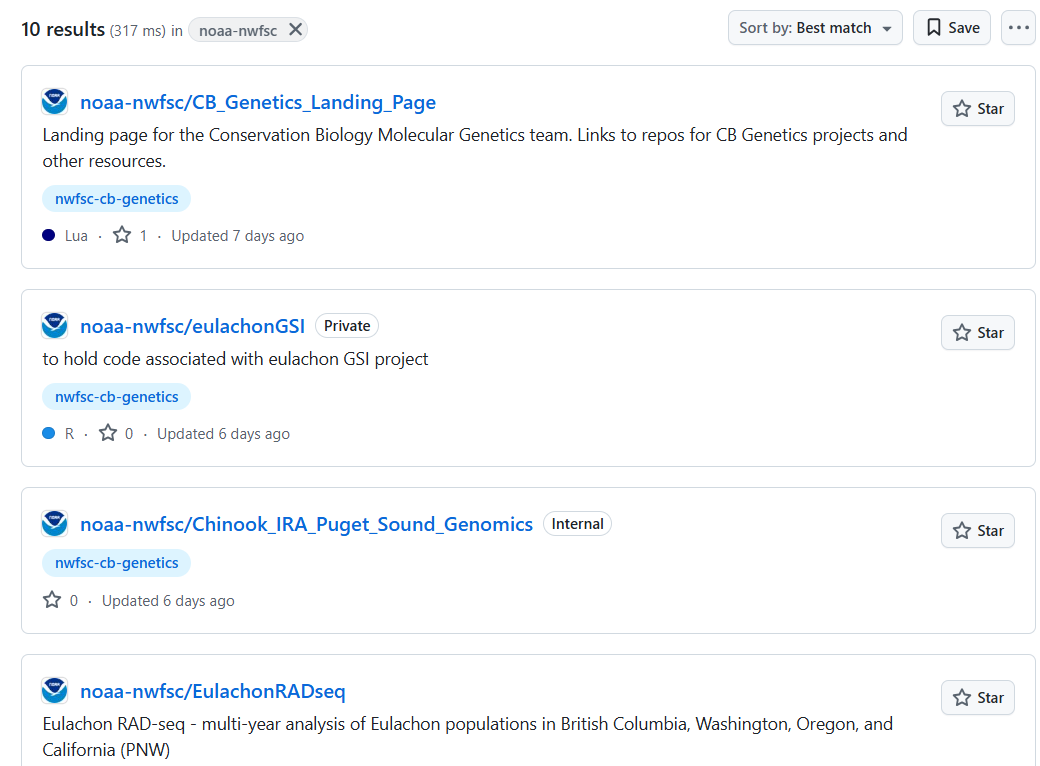 10 results (317 ms) in noaa-nwfsc
Sort by: Best match
Save
noaa-nwfsc/CB_Genetics_Landing_Page
Star
Landing page for the Conservation Biology Molecular Genetics team. Links to repos for CB Genetics projects and
other resources.
nwfsc-cb-genetics
Lua · 1 · Updated 7 days ago
noaa-nwfsc/eulachonGSI Private
Star
to hold code associated with eulachon GSI project
nwfsc-cb-genetics
R · 0 · Updated 6 days ago
noaa-nwfsc/Chinook_IRA_Puget_Sound_Genomics Internal
Star
nwfsc-cb-genetics
0 · Updated 6 days ago
noaa-nwfsc/EulachonRADseq
Star
Eulachon RAD-seq - multi-year analysis of Eulachon populations in British Columbia, Washington, Oregon, and
California (PNW)